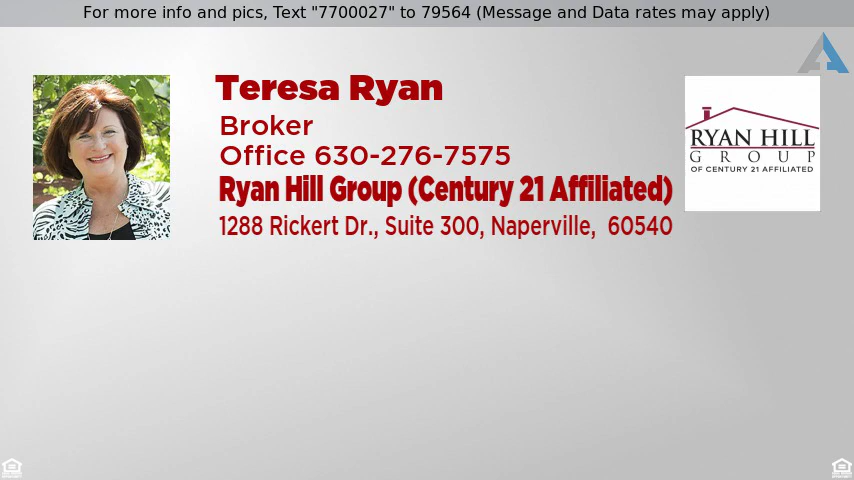 For more info and pics, Text "7700027" to 79564 (Message and Data rates may apply)
Teresa Ryan
Broker
Office 630-276-7575
Ryan Hill Group (Century 21 Affiliated)
1288 Rickert Dr., Suite 300, Naperville, 60540
RYAN HILL
GROUP
OF CENTURY 21 AFFILIATED